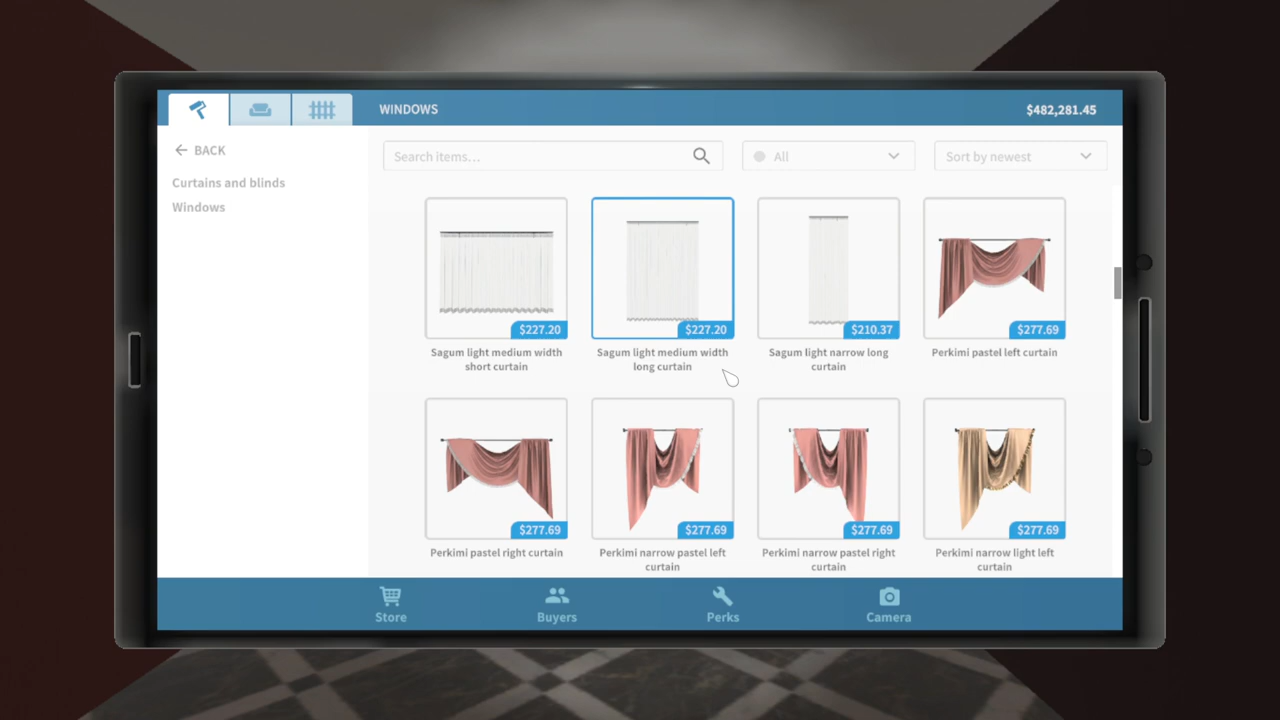 WINDOWS
$482,281.45
BACK
Search items...
All
Sort by newest
Curtains and blinds
Windows
$227.20
$227.20
$210.37
$277.69
Sagum light medium width
short curtain
Sagum light medium width
long curtain
Sagum light narrow long
curtain
Perkimi pastel left curtain
$277.69
$277.69
$277.69
$277.69
Perkimi pastel right curtain
Perkimi narrow pastel left
curtain
Perkimi narrow pastel right
curtain
Perkimi narrow light left
curtain
Store
Buyers
Perks
Camera